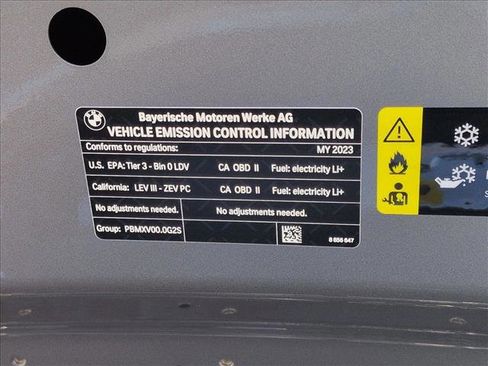 BMW
Bayerische Motoren Werke AG
VEHICLE EMISSION CONTROL INFORMATION
Conforms to regulations: MY 2023
U.S. EPA: Tier 3 - Bin 0 LDV CA OBD II Fuel: electricity LI+
California: LEV III - ZEV PC CA OBD II Fuel: electricity LI+
No adjustments needed. No adjustments needed.
Group: PBMXV00.0G2S 8 656 647